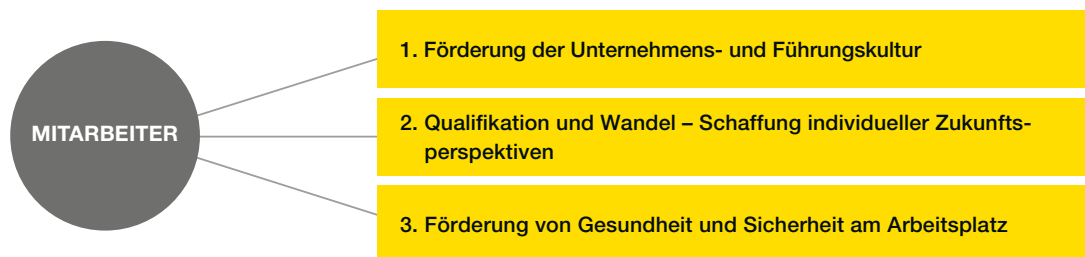 MITARBEITER
1. Förderung der Unternehmens- und Führungskultur
2. Qualifikation und Wandel – Schaffung individueller Zukunfts-
perspektiven
3. Förderung von Gesundheit und Sicherheit am Arbeitsplatz